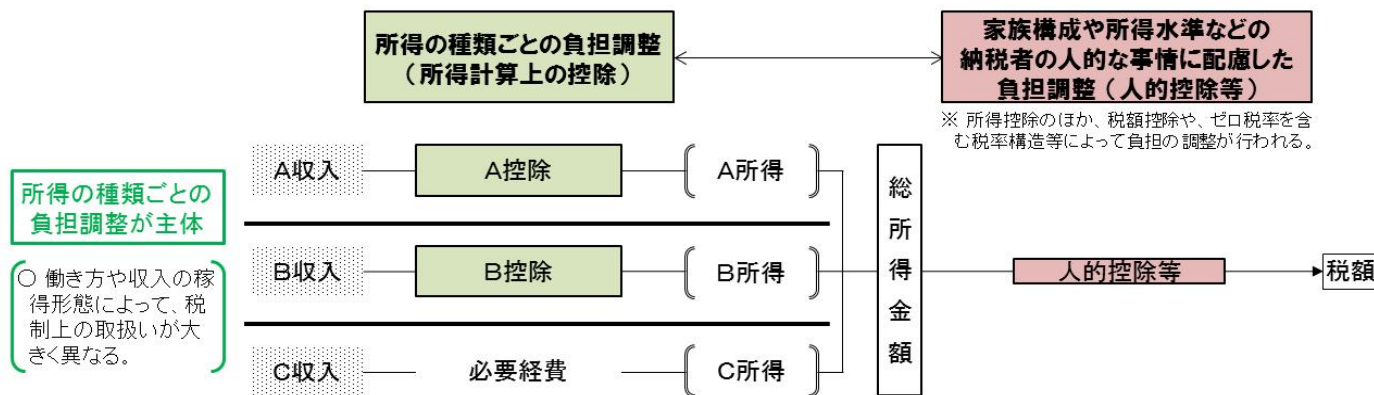 所得の種類ごとの負担調整
(所得計算上の控除)
家族構成や所得水準などの
納税者の人的な事情に配慮した
負担調整(人的控除等)
※ 所得控除のほか、税額控除や、ゼロ税率を含
む税率構造等によって負担の調整が行われる。
所得の種類ごとの
負担調整が主体
○ 働き方や収入の稼
得形態によって、税
制上の取扱いが大
きく異なる。
A収入
A控除
A所得
B収入
B控除
B所得
C収入
必要経費
C所得
総所得金額
人的控除等
税額